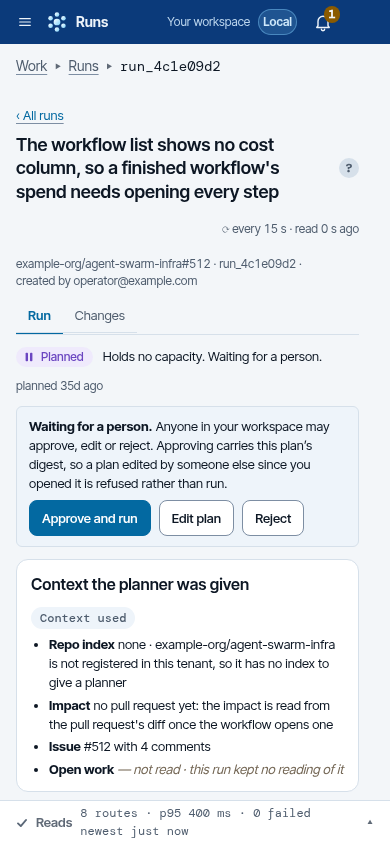 Runs
Your workspace
Local
1
Work ▸ Runs ▸ run_4c1e09d2
‹ All runs
The workflow list shows no cost
column, so a finished workflow's
spend needs opening every step
?
⟳ every 15 s · read 0 s ago
example-org/agent-swarm-infra#512 · run_4c1e09d2 ·
created by operator@example.com
Run
Changes
Planned
Holds no capacity. Waiting for a person.
planned 35d ago
Waiting for a person. Anyone in your workspace may
approve, edit or reject. Approving carries this plan’s
digest, so a plan edited by someone else since you
opened it is refused rather than run.
Approve and run
Edit plan
Reject
Context the planner was given
Context used
• Repo index none · example-org/agent-swarm-infra
is not registered in this tenant, so it has no index to
give a planner
• Impact no pull request yet: the impact is read from
the pull request's diff once the workflow opens one
• Issue #512 with 4 comments
• Open work — not read · this run kept no reading of it
Reads
8 routes · p95 400 ms · 0 failed
newest just now